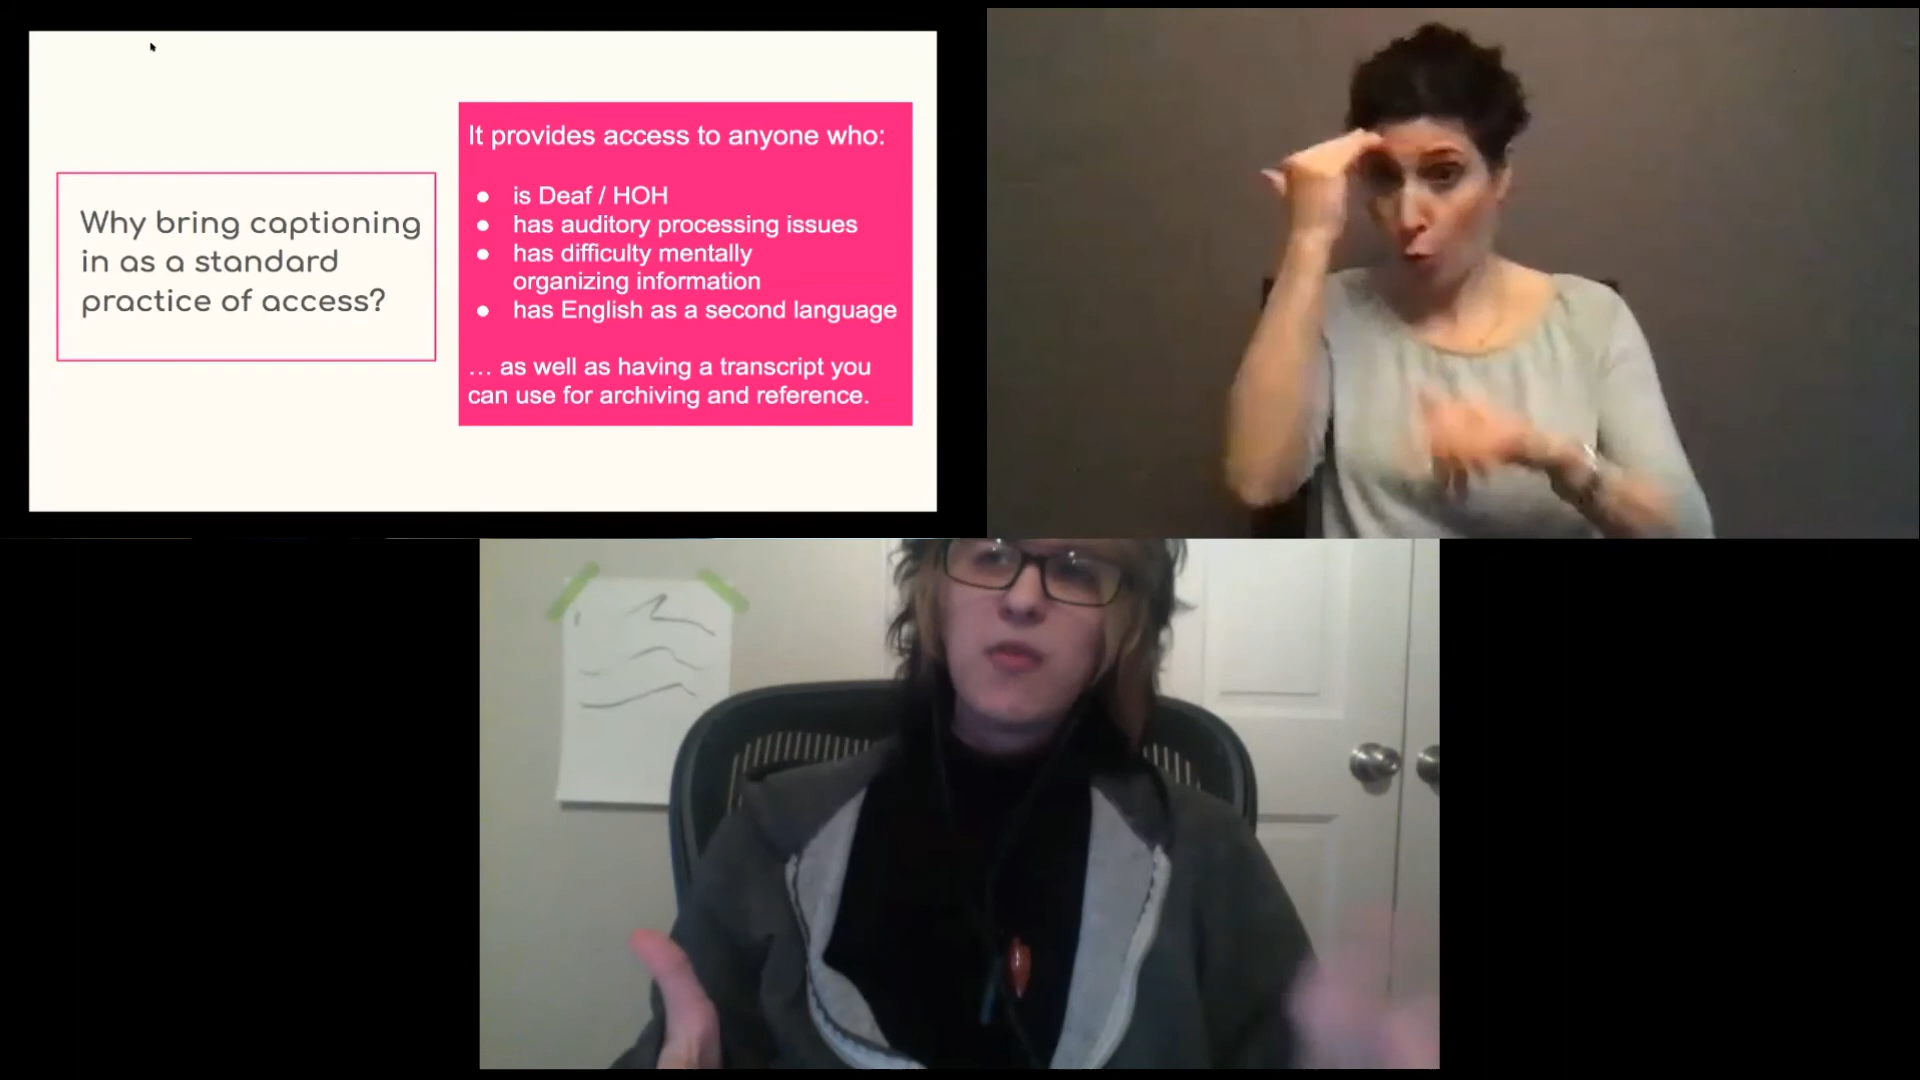 Why bring captioning
in as a standard
practice of access?
It provides access to anyone who:
● is Deaf / HOH
● has auditory processing issues
● has difficulty mentally
organizing information
● has English as a second language
… as well as having a transcript you
can use for archiving and reference.